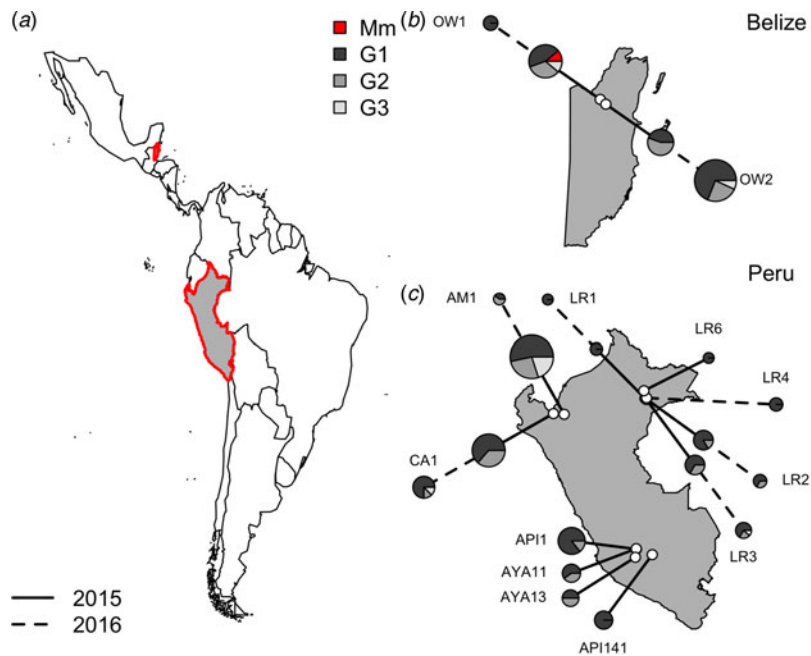 (a)
Mm
G1
G2
G3
2015
2016
(b)
Belize
OW1
OW2
Peru
(c)
AM1
LR1
LR6
LR4
CA1
LR2
LR3
API1
AYA11
AYA13
API141